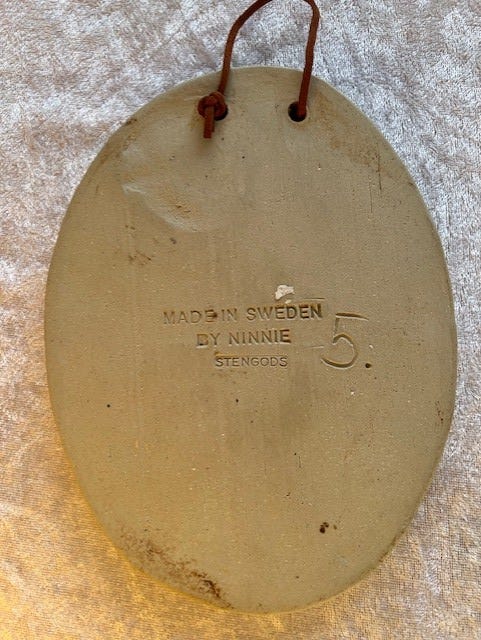 MADE IN SWEDEN
BY NINNIE
STENGODS
5.